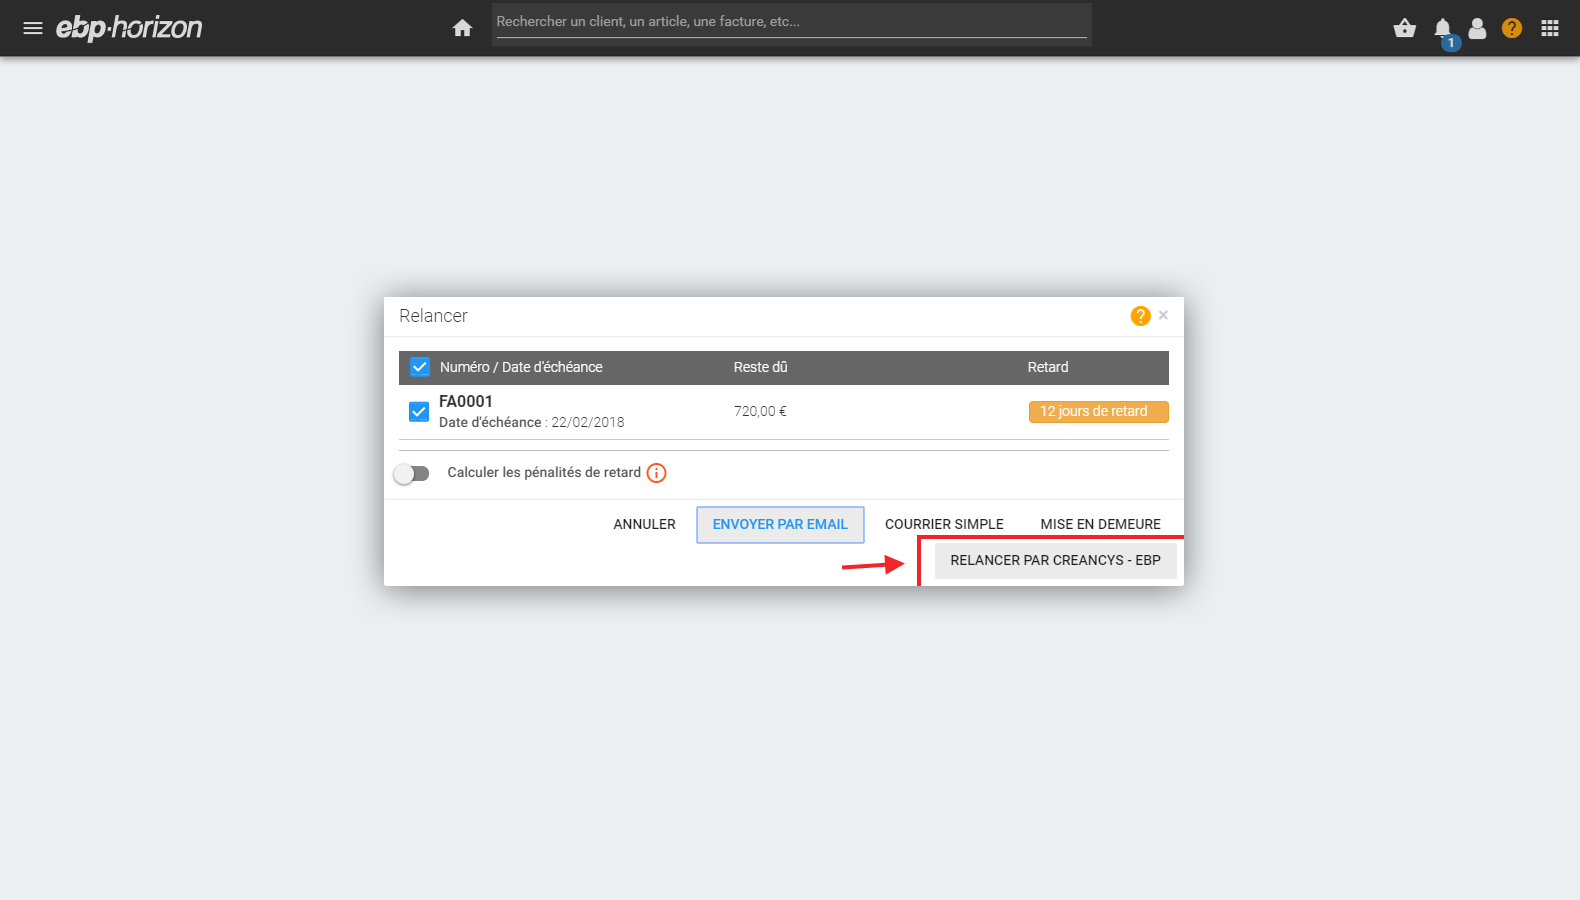 ebp·horizon
Rechercher un client, un article, une facture, etc...
?
1
Relancer
? ×
Numéro / Date d'échéance Reste dû Retard
FA0001
Date d'échéance : 22/02/2018
720,00 €
12 jours de retard
Calculer les pénalités de retard
ANNULER ENVOYER PAR EMAIL COURRIER SIMPLE MISE EN DEMEURE
RELANCER PAR CREANCYS - EBP